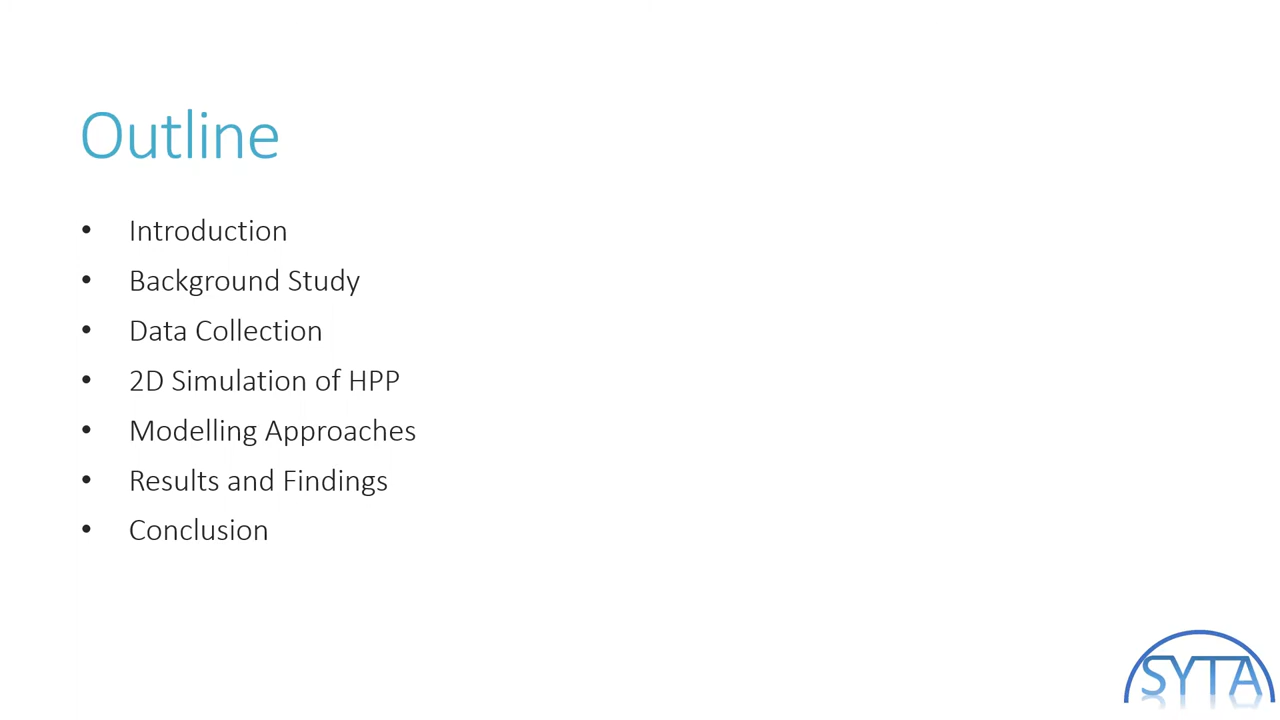 Outline
• Introduction
• Background Study
• Data Collection
• 2D Simulation of HPP
• Modelling Approaches
• Results and Findings
• Conclusion
SYTA